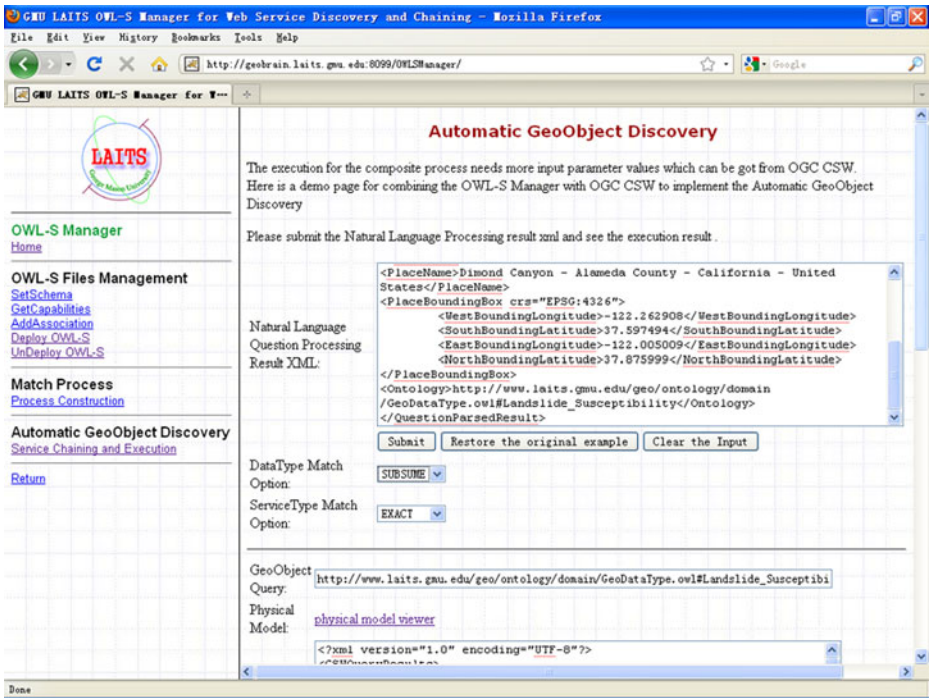 GMU LAITS OWL-S Manager for Web Service Discovery and Chaining - Mozilla Firefox
File Edit View History Bookmarks Tools Help
http://geobrain.laits.gmu.edu:8099/OWLSManager/
Google
GMU LAITS OWL-S Manager for W...
LAITS
George Mason University
OWL-S Manager
Home
OWL-S Files Management
SetSchema
GetCapabilities
AddAssociation
Deploy OWL-S
UnDeploy OWL-S
Match Process
Process Construction
Automatic GeoObject Discovery
Service Chaining and Execution
Return
Automatic GeoObject Discovery
The execution for the composite process needs more input parameter values which can be got from OGC CSW.
Here is a demo page for combining the OWL-S Manager with OGC CSW to implement the Automatic GeoObject
Discovery
Please submit the Natural Language Processing result xml and see the execution result .
Natural Language
Question Processing
Result XML:
<PlaceName>Dimond Canyon - Alameda County - California - United
States</PlaceName>
<PlaceBoundingBox crs="EPSG:4326">
<WestBoundingLongitude>-122.262908</WestBoundingLongitude>
<SouthBoundingLatitude>37.597494</SouthBoundingLatitude>
<EastBoundingLongitude>-122.005009</EastBoundingLongitude>
<NorthBoundingLatitude>37.875999</NorthBoundingLatitude>
</PlaceBoundingBox>
<Ontology>http://www.laits.gmu.edu/geo/ontology/domain
/GeoDataType.owl#Landslide_Susceptibility</Ontology>
</QuestionParsedResult>
Submit Restore the original example Clear the Input
DataType Match
Option:
SUBSUME
ServiceType Match
Option:
EXACT
GeoObject
Query:
http://www.laits.gmu.edu/geo/ontology/domain/GeoDataType.owl#Landslide_Susceptibi
Physical
Model:
physical model viewer
<?xml version="1.0" encoding="UTF-8"?>
Done